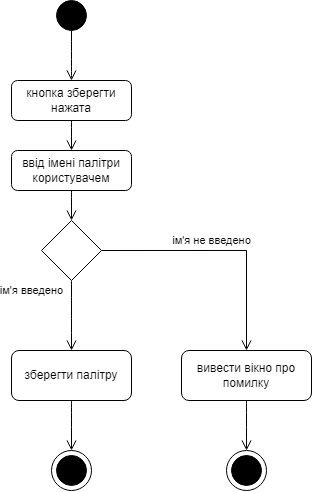 кнопка зберегти
нажата
ввід імені палітри
користувачем
ім'я не введено
ім'я введено
зберегти палітру
вивести вікно про
помилку